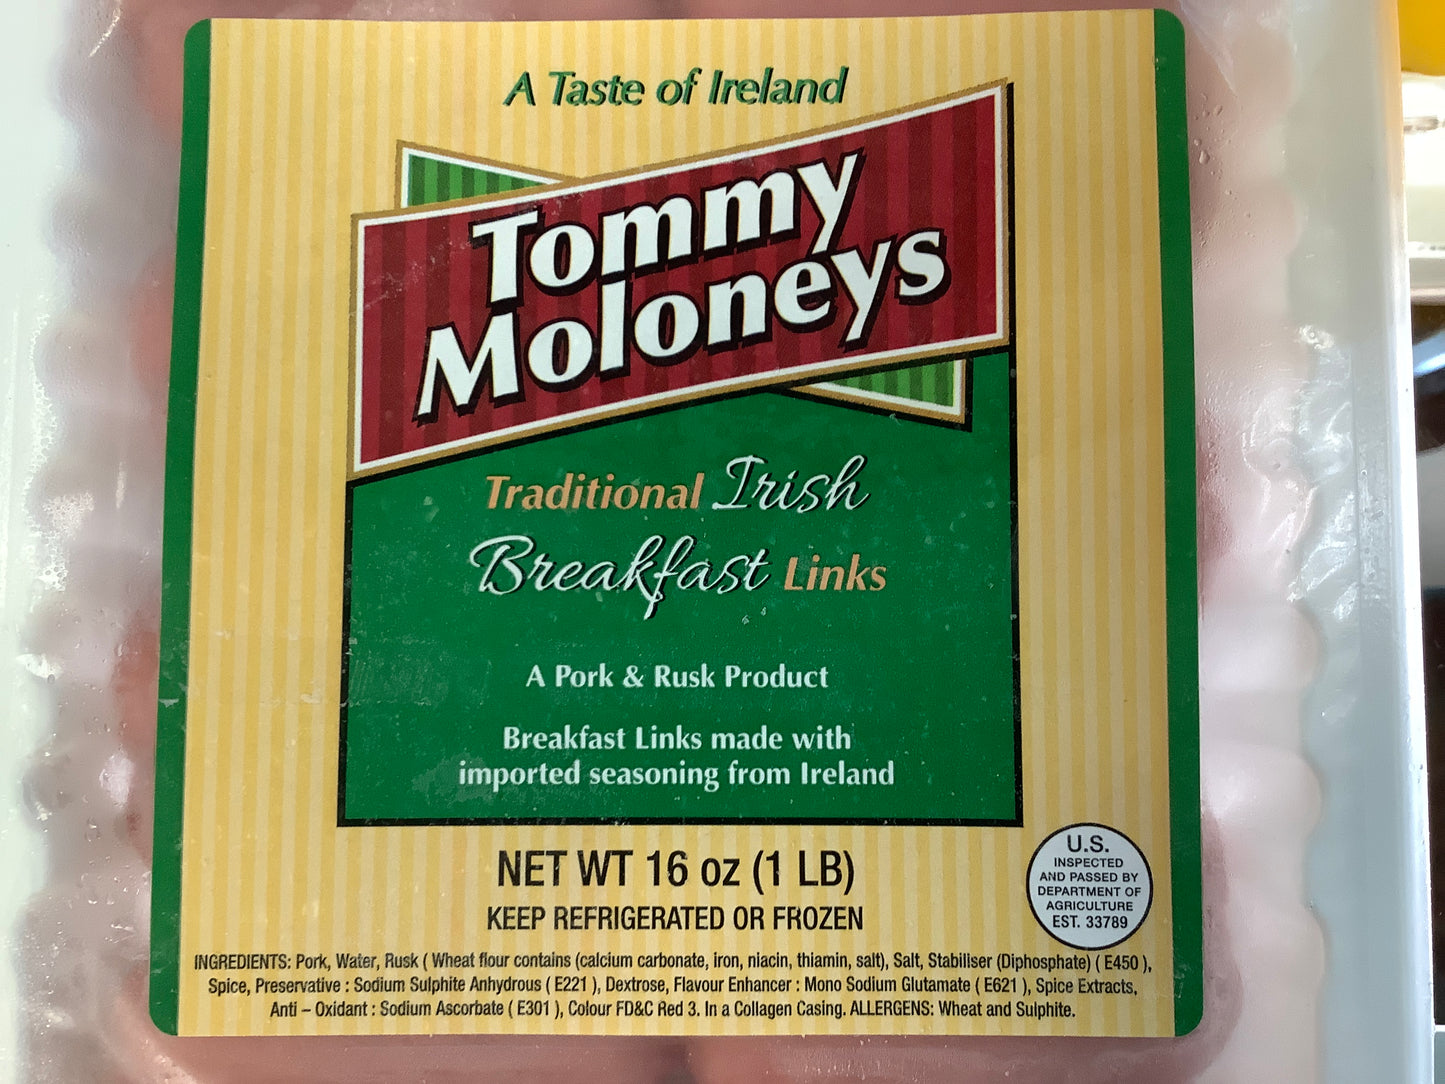 A Taste of Ireland
Tommy
Moloneys
Traditional Irish
Breakfast Links
A Pork & Rusk Product
Breakfast Links made with
imported seasoning from Ireland
NET WT 16 oz (1 LB)
KEEP REFRIGERATED OR FROZEN
U.S.
INSPECTED
AND PASSED BY
DEPARTMENT OF
AGRICULTURE
EST. 33789
INGREDIENTS: Pork, Water, Rusk ( Wheat flour contains (calcium carbonate, iron, niacin, thiamin, salt), Salt, Stabiliser (Diphosphate) ( E450 ),
Spice, Preservative : Sodium Sulphite Anhydrous ( E221 ), Dextrose, Flavour Enhancer : Mono Sodium Glutamate ( E621 ), Spice Extracts,
Anti – Oxidant : Sodium Ascorbate ( E301 ), Colour FD&C Red 3. In a Collagen Casing. ALLERGENS: Wheat and Sulphite.